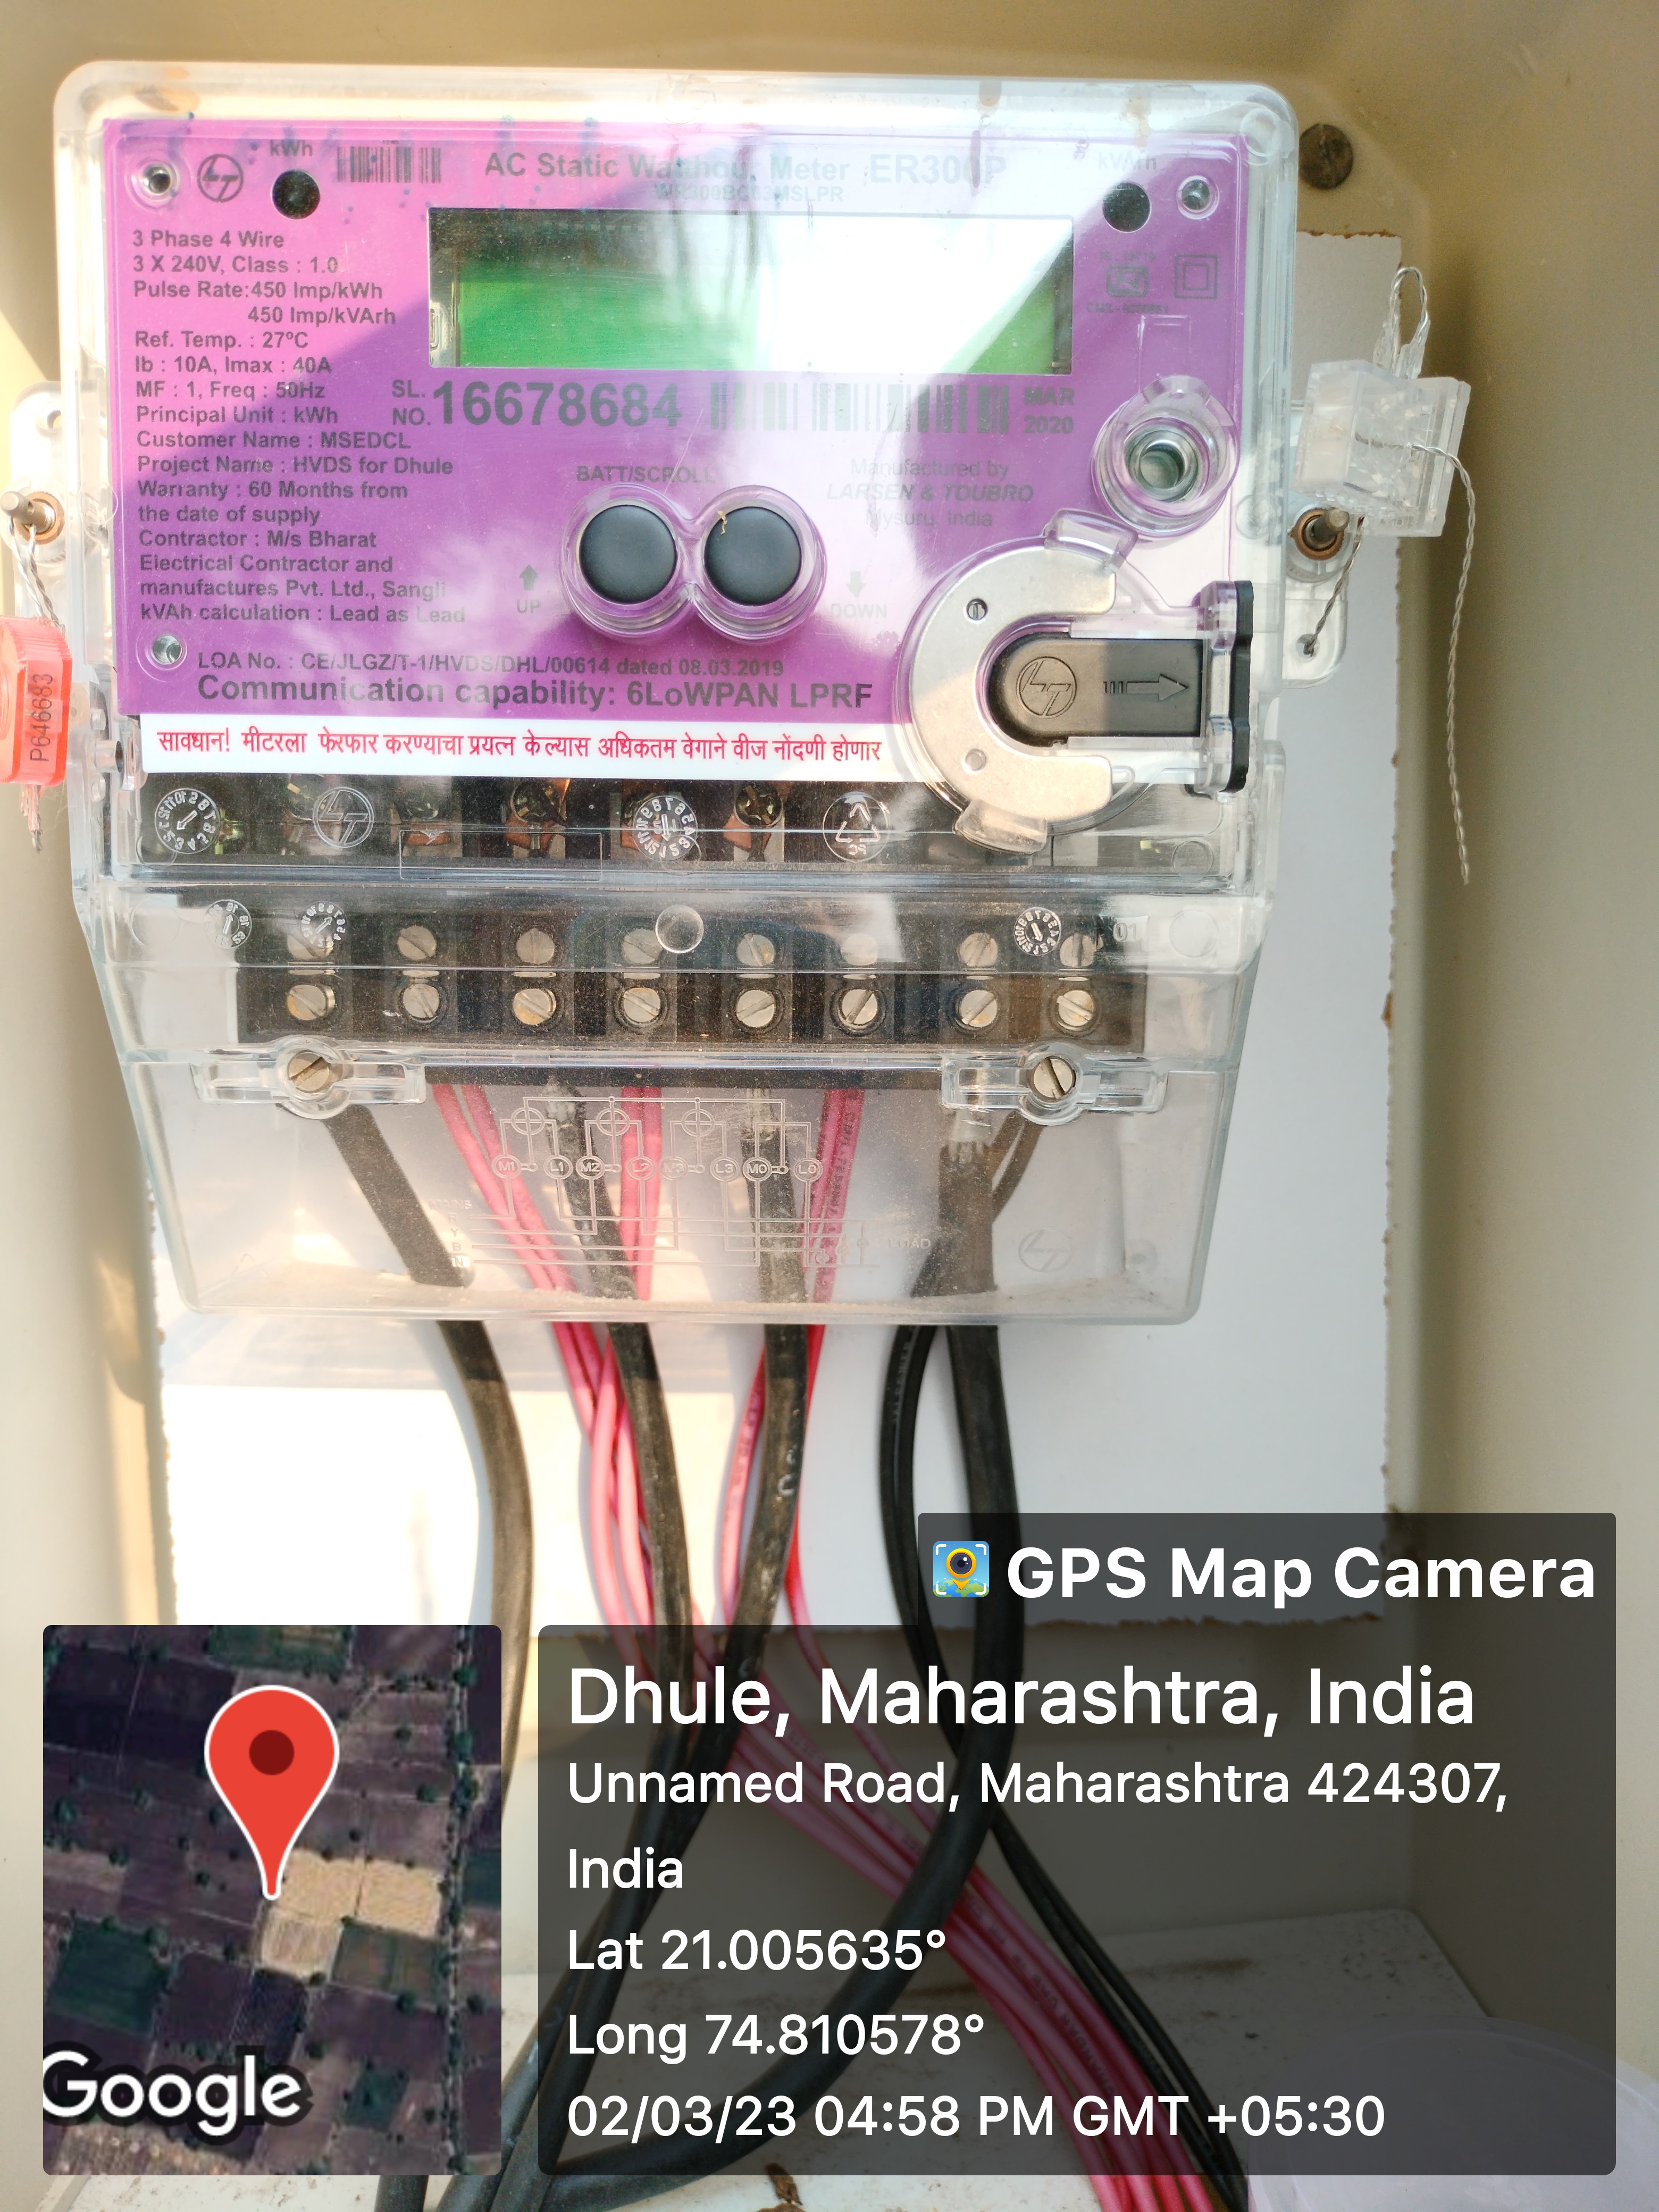 kWh
AC Static Watthour Meter ER300P
kVArh
3 Phase 4 Wire
3 X 240V, Class : 1.0
Pulse Rate:450 Imp/kWh
450 Imp/kVArh
Ref. Temp. : 27°C
Ib : 10A, Imax : 40A
MF : 1, Freq : 50Hz
Principal Unit : kWh
Customer Name : MSEDCL
Project Name : HVDS for Dhule
Warranty : 60 Months from
the date of supply
Contractor : M/s Bharat
Electrical Contractor and
manufactures Pvt. Ltd., Sangli
kVAh calculation : Lead as Lead
SL. NO. 16678684
MAR
2020
BATT/SCROLL
Manufactured by
LARSEN & TOUBRO
Mysuru, India
UP
DOWN
LOA No. : CE/JLGZ/T-1/HVDS/DHL/00614 dated 08.03.2019
Communication capability: 6LoWPAN LPRF
P646683
सावधान! मीटरला फेरफार करण्याचा प्रयत्न केल्यास अधिकतम वेगाने वीज नोंदणी होणार
01
M1 L1 M2 L2 M3 L3 M0 L0
LOAD
GPS Map Camera
Dhule, Maharashtra, India
Unnamed Road, Maharashtra 424307,
India
Lat 21.005635°
Long 74.810578°
02/03/23 04:58 PM GMT +05:30
Google